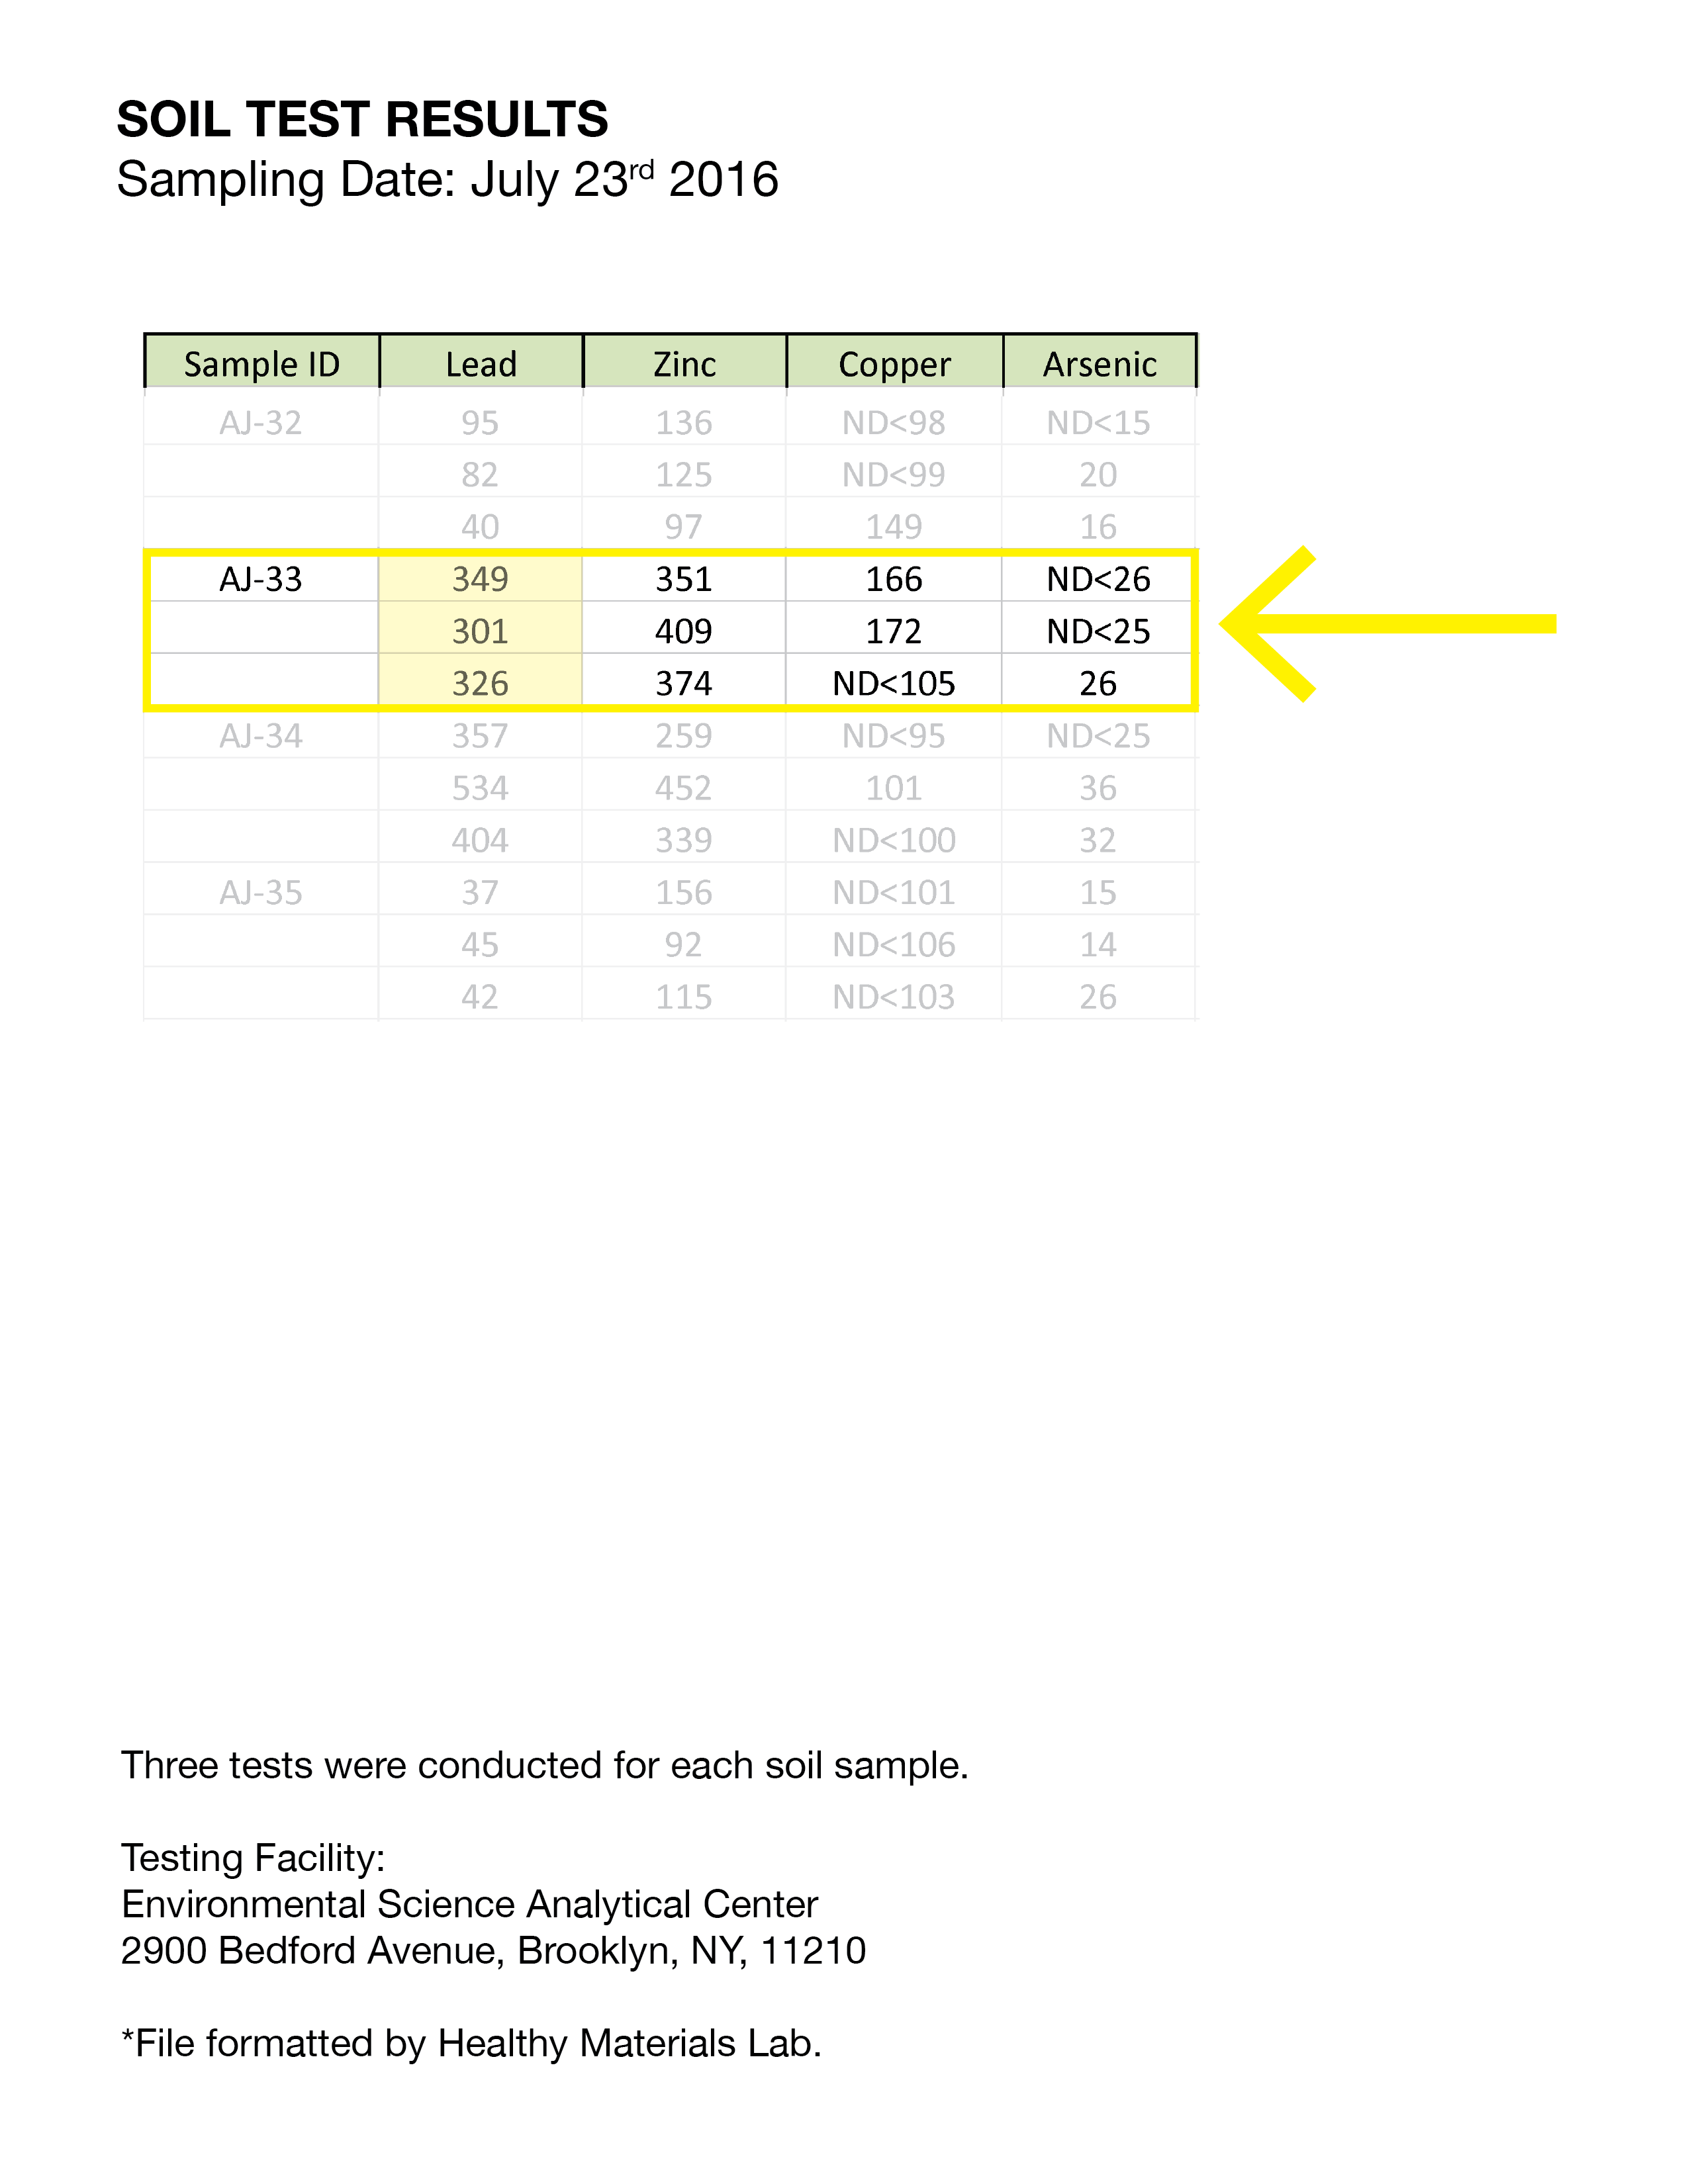 SOIL TEST RESULTS
Sampling Date: July 23rd 2016
Sample ID Lead Zinc Copper Arsenic
AJ-32 95 136 ND<98 ND<15
82 125 ND<99 20
40 97 149 16
AJ-33 349 351 166 ND<26
301 409 172 ND<25
326 374 ND<105 26
AJ-34 357 259 ND<95 ND<25
534 452 101 36
404 339 ND<100 32
AJ-35 37 156 ND<101 15
45 92 ND<106 14
42 115 ND<103 26
Three tests were conducted for each soil sample.
Testing Facility:
Environmental Science Analytical Center
2900 Bedford Avenue, Brooklyn, NY, 11210
*File formatted by Healthy Materials Lab.